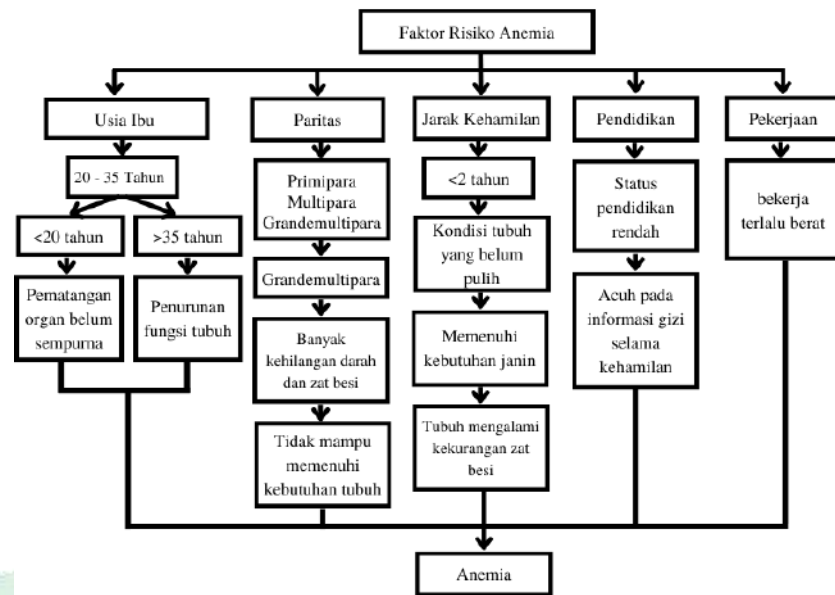 Faktor Risiko Anemia
Usia Ibu
Paritas
Jarak Kehamilan
Pendidikan
Pekerjaan
20 - 35 Tahun
<20 tahun
>35 tahun
Pematangan
organ belum
sempurna
Penurunan
fungsi tubuh
Primipara
Multipara
Grandemultipara
Grandemultipara
Banyak
kehilangan darah
dan zat besi
Tidak mampu
memenuhi
kebutuhan tubuh
<2 tahun
Kondisi tubuh
yang belum
pulih
Memenuhi
kebutuhan janin
Tubuh mengalami
kekurangan zat
besi
Status
pendidikan
rendah
Acuh pada
informasi gizi
selama
kehamilan
bekerja
terlalu berat
Anemia